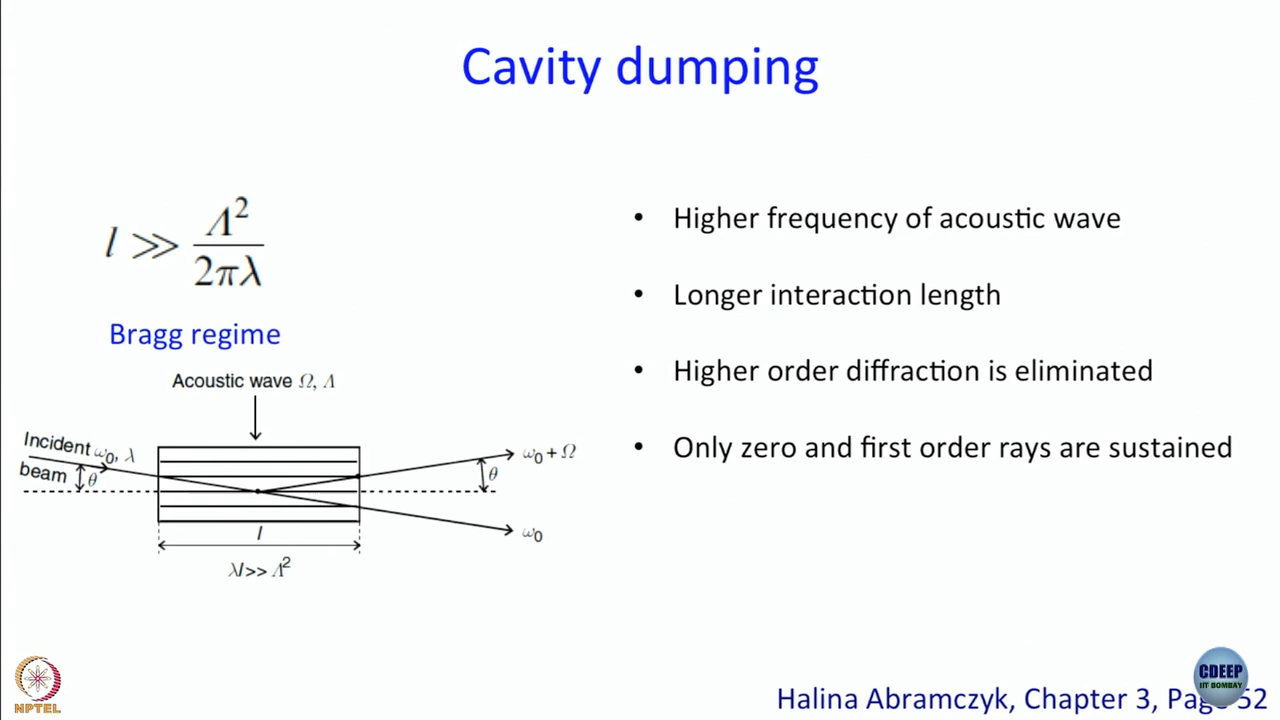 Cavity dumping
l ≫ Λ²
2πλ
Bragg regime
Acoustic wave Ω, Λ
Incident ω₀, λ
beam θ
ω₀ + Ω
θ
ω₀
l
λl>> Λ²
• Higher frequency of acoustic wave
• Longer interaction length
• Higher order diffraction is eliminated
• Only zero and first order rays are sustained
NPTEL
CDEEP
IIT BOMBAY
Halina Abramczyk, Chapter 3, Page 52